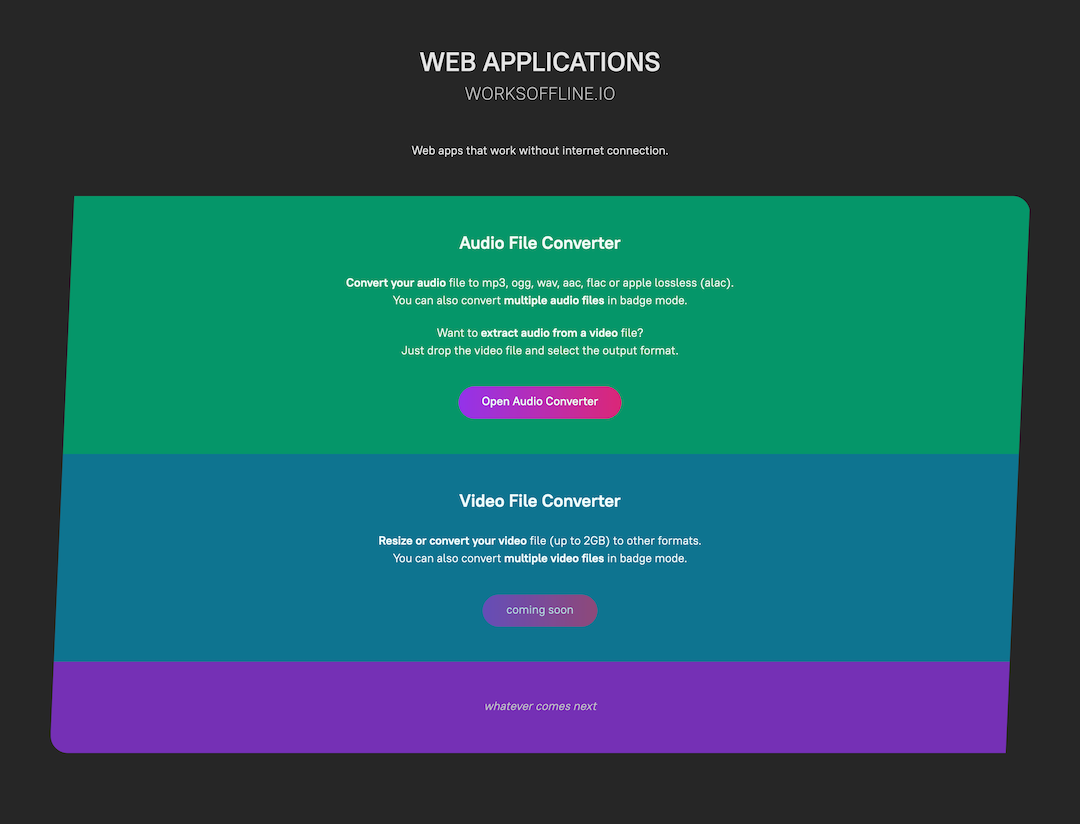 WEB APPLICATIONS
WORKSOFFLINE.IO
Web apps that work without internet connection.
Audio File Converter
Convert your audio file to mp3, ogg, wav, aac, flac or apple lossless (alac).
You can also convert multiple audio files in badge mode.
Want to extract audio from a video file?
Just drop the video file and select the output format.
Open Audio Converter
Video File Converter
Resize or convert your video file (up to 2GB) to other formats.
You can also convert multiple video files in badge mode.
coming soon
whatever comes next